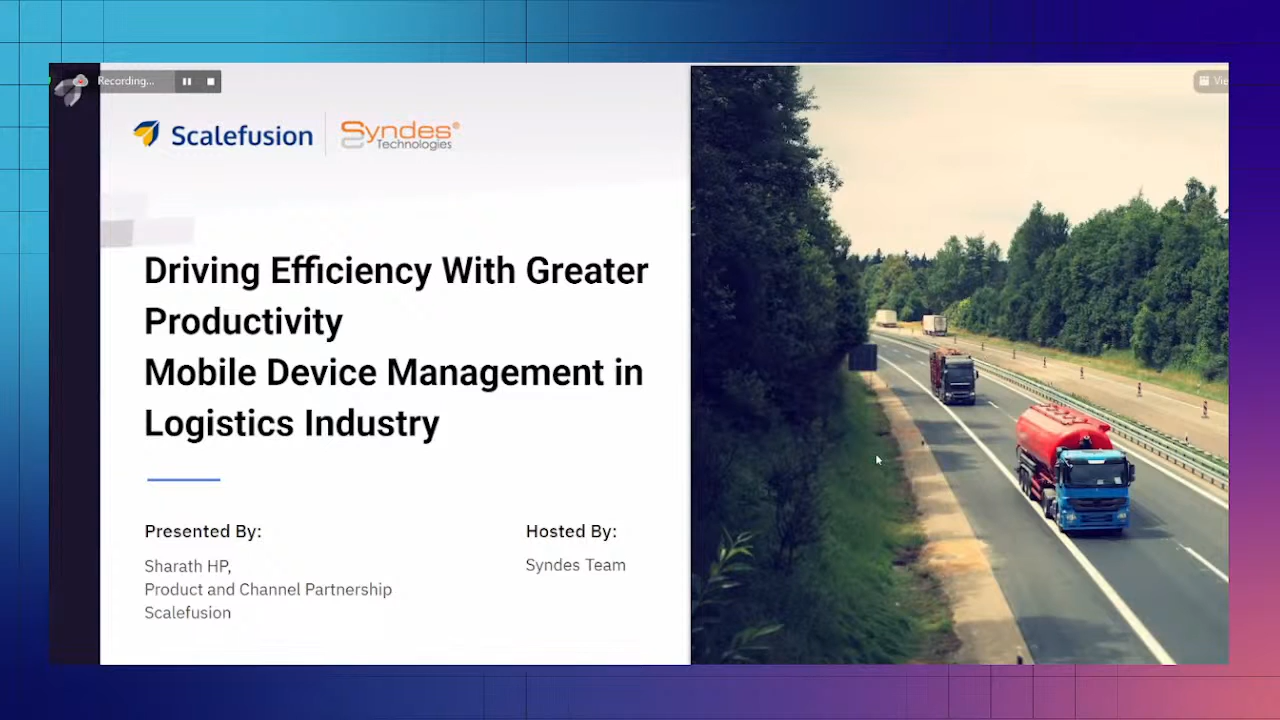 Recording...
Scalefusion
Syndes®
Technologies
Driving Efficiency With Greater
Productivity
Mobile Device Management in
Logistics Industry
Presented By:
Sharath HP,
Product and Channel Partnership
Scalefusion
Hosted By:
Syndes Team